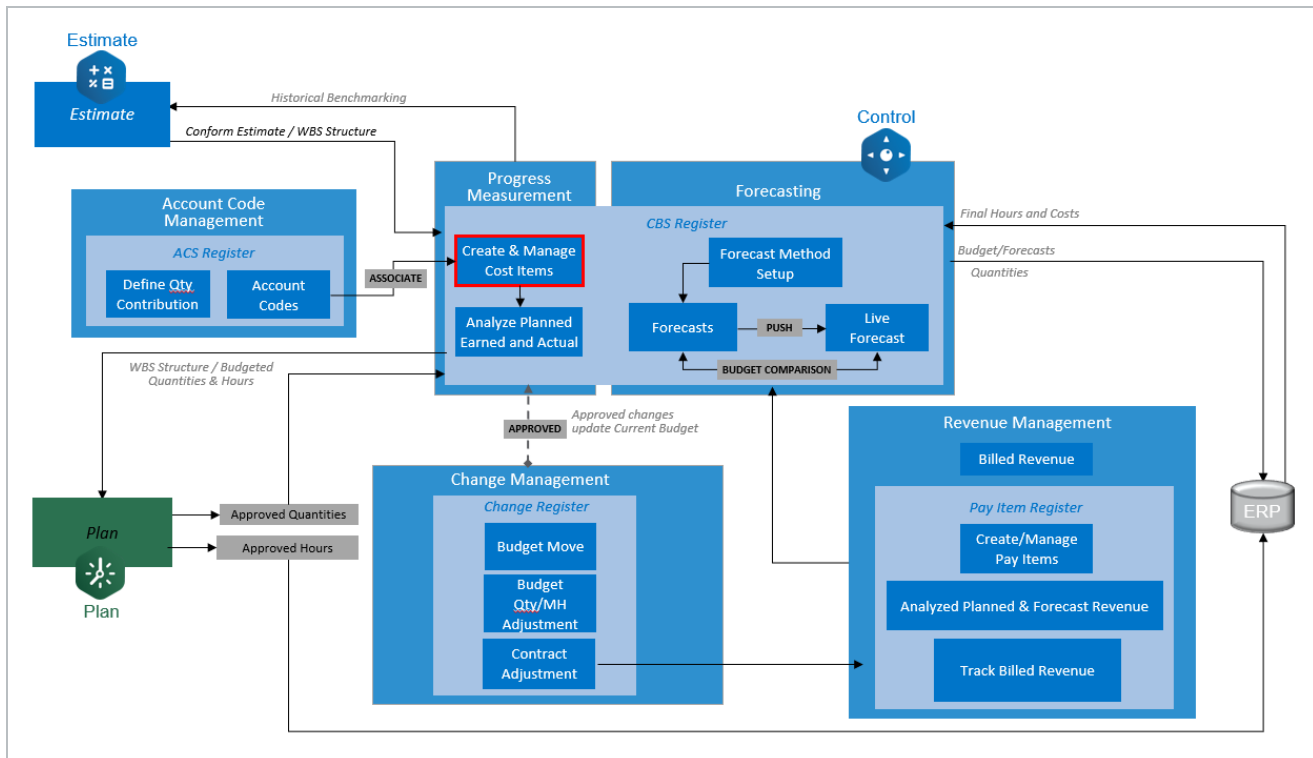 Estimate
Estimate
Historical Benchmarking
Conform Estimate / WBS Structure
Control
Account Code
Management
ACS Register
Define Qty
Contribution
Account
Codes
ASSOCIATE
Progress
Measurement
Forecasting
CBS Register
Create & Manage
Cost Items
Analyze Planned
Earned and Actual
Forecast Method
Setup
Forecasts
PUSH
Live
Forecast
BUDGET COMPARISON
Final Hours and Costs
Budget/Forecasts
Quantities
WBS Structure / Budgeted
Quantities & Hours
APPROVED
Approved changes
update Current Budget
Plan
Plan
Approved Quantities
Approved Hours
Change Management
Change Register
Budget Move
Budget
Qty/MH
Adjustment
Contract
Adjustment
Revenue Management
Billed Revenue
Pay Item Register
Create/Manage
Pay Items
Analyzed Planned & Forecast Revenue
Track Billed Revenue
ERP